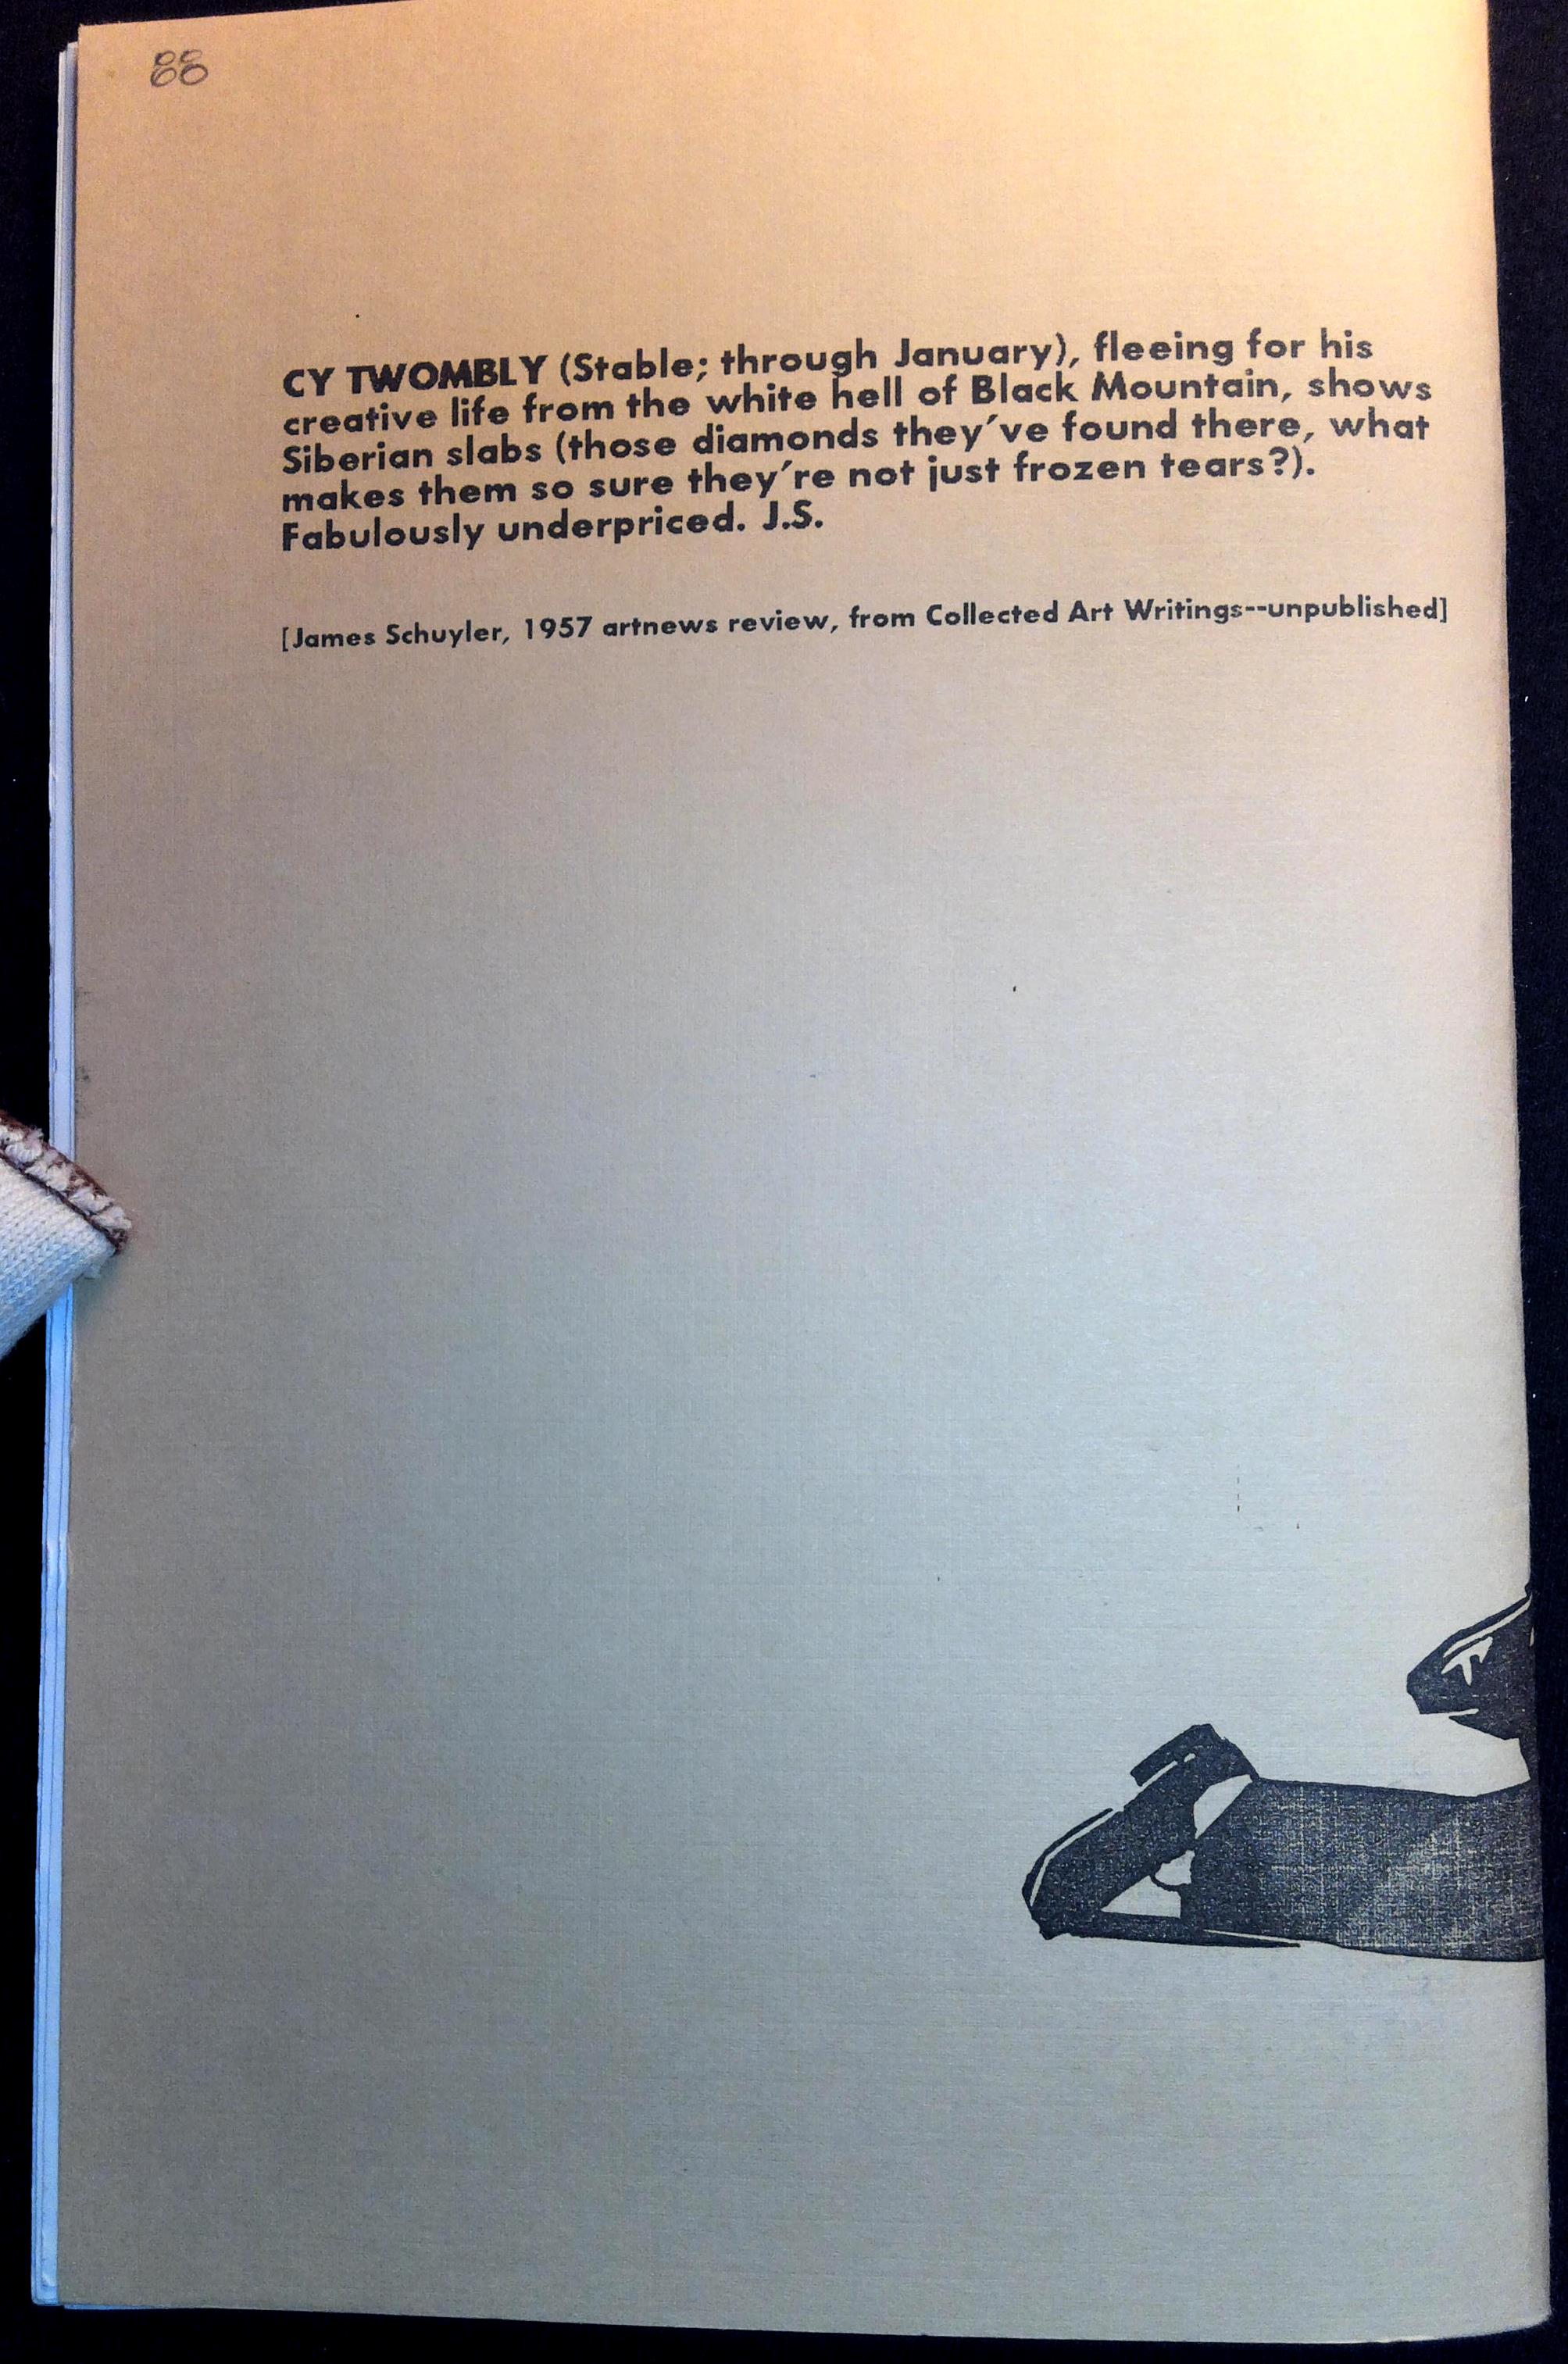 88
CY TWOMBLY (Stable; through January), fleeing for his
creative life from the white hell of Black Mountain, shows
Siberian slabs (those diamonds they've found there, what
makes them so sure they're not just frozen tears?).
Fabulously underpriced. J.S.
[James Schuyler, 1957 artnews review, from Collected Art Writings--unpublished]